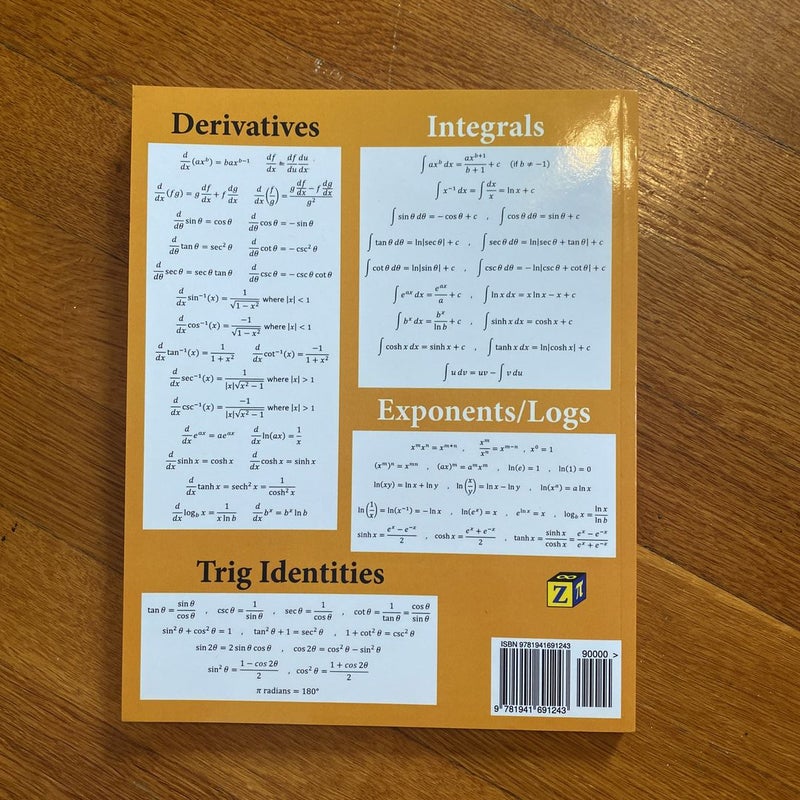 Derivatives
d/dx (ax^b) = bax^(b−1)    df/dx = df/du du/dx
d/dx (fg) = g df/dx + f dg/dx    d/dx (f/g) = (g df/dx − f dg/dx)/g²
d/dθ sin θ = cos θ    d/dθ cos θ = − sin θ
d/dθ tan θ = sec² θ    d/dθ cot θ = − csc² θ
d/dθ sec θ = sec θ tan θ    d/dθ csc θ = − csc θ cot θ
d/dx sin⁻¹(x) = 1/√(1 − x²) where |x| < 1
d/dx cos⁻¹(x) = −1/√(1 − x²) where |x| < 1
d/dx tan⁻¹(x) = 1/(1 + x²)    d/dx cot⁻¹(x) = −1/(1 + x²)
d/dx sec⁻¹(x) = 1/(|x|√(x² − 1)) where |x| > 1
d/dx csc⁻¹(x) = −1/(|x|√(x² − 1)) where |x| > 1
d/dx e^(ax) = ae^(ax)    d/dx ln(ax) = 1/x
d/dx sinh x = cosh x    d/dx cosh x = sinh x
d/dx tanh x = sech² x = 1/cosh² x
d/dx log_b x = 1/(x ln b)    d/dx b^x = b^x ln b
Integrals
∫ ax^b dx = ax^(b+1)/(b + 1) + c    (if b ≠ −1)
∫ x⁻¹ dx = ∫ dx/x = ln x + c
∫ sin θ dθ = − cos θ + c , ∫ cos θ dθ = sin θ + c
∫ tan θ dθ = ln|sec θ| + c , ∫ sec θ dθ = ln|sec θ + tan θ| + c
∫ cot θ dθ = ln|sin θ| + c , ∫ csc θ dθ = − ln|csc θ + cot θ| + c
∫ e^(ax) dx = e^(ax)/a + c , ∫ ln x dx = x ln x − x + c
∫ b^x dx = b^x/ln b + c , ∫ sinh x dx = cosh x + c
∫ cosh x dx = sinh x + c , ∫ tanh x dx = ln|cosh x| + c
∫ u dv = uv − ∫ v du
Exponents/Logs
x^m x^n = x^(m+n) , x^m/x^n = x^(m−n) , x⁰ = 1
(x^m)^n = x^(mn) , (ax)^m = a^m x^m , ln(e) = 1 , ln(1) = 0
ln(xy) = ln x + ln y , ln(x/y) = ln x − ln y , ln(x^a) = a ln x
ln(1/x) = ln(x⁻¹) = − ln x , ln(e^x) = x , e^(ln x) = x , log_b x = ln x/ln b
sinh x = (e^x − e^(−x))/2 , cosh x = (e^x + e^(−x))/2 , tanh x = sinh x/cosh x = (e^x − e^(−x))/(e^x + e^(−x))
Trig Identities
tan θ = sin θ/cos θ , csc θ = 1/sin θ , sec θ = 1/cos θ , cot θ = 1/tan θ = cos θ/sin θ
sin² θ + cos² θ = 1 , tan² θ + 1 = sec² θ , 1 + cot² θ = csc² θ
sin 2θ = 2 sin θ cos θ , cos 2θ = cos² θ − sin² θ
sin² θ = (1 − cos 2θ)/2 , cos² θ = (1 + cos 2θ)/2
π radians = 180°
∞
Z π
ISBN 9781941691243
90000 >
9 781941 691243